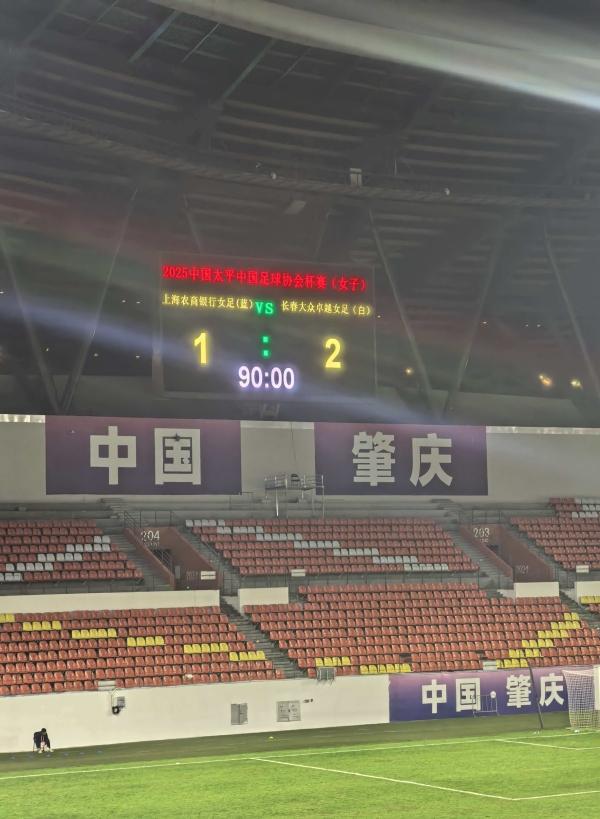 2025中国太平中国足球协会杯赛（女子）
上海农商银行女足(蓝) VS 长春大众卓越女足（白）
1 : 2
90:00
中国 肇庆
204 203
中国·肇庆